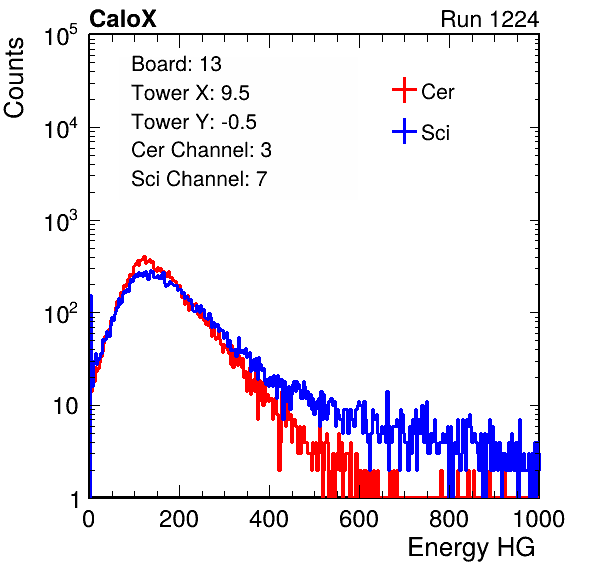 CaloX Run 1224
Counts
10^5
10^4
10^3
10^2
10
1
Board: 13
Tower X: 9.5
Tower Y: -0.5
Cer Channel: 3
Sci Channel: 7
Cer
Sci
0 200 400 600 800 1000
Energy HG